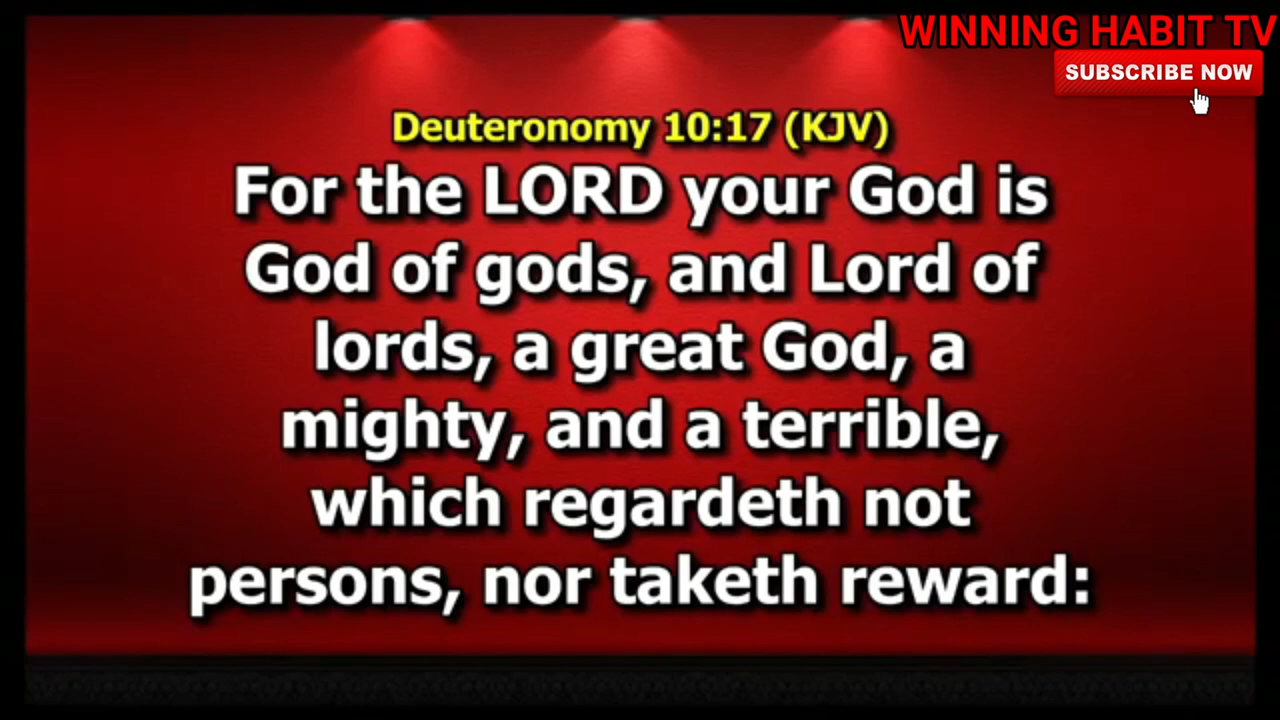 WINNING HABIT TV
SUBSCRIBE NOW
Deuteronomy 10:17 (KJV)
For the LORD your God is
God of gods, and Lord of
lords, a great God, a
mighty, and a terrible,
which regardeth not
persons, nor taketh reward: